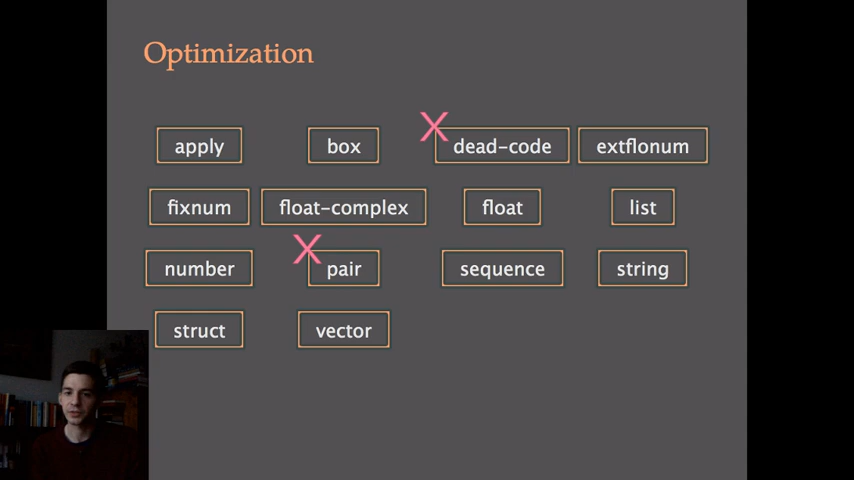 Optimization
apply box dead-code extflonum
fixnum float-complex float list
number pair sequence string
struct vector